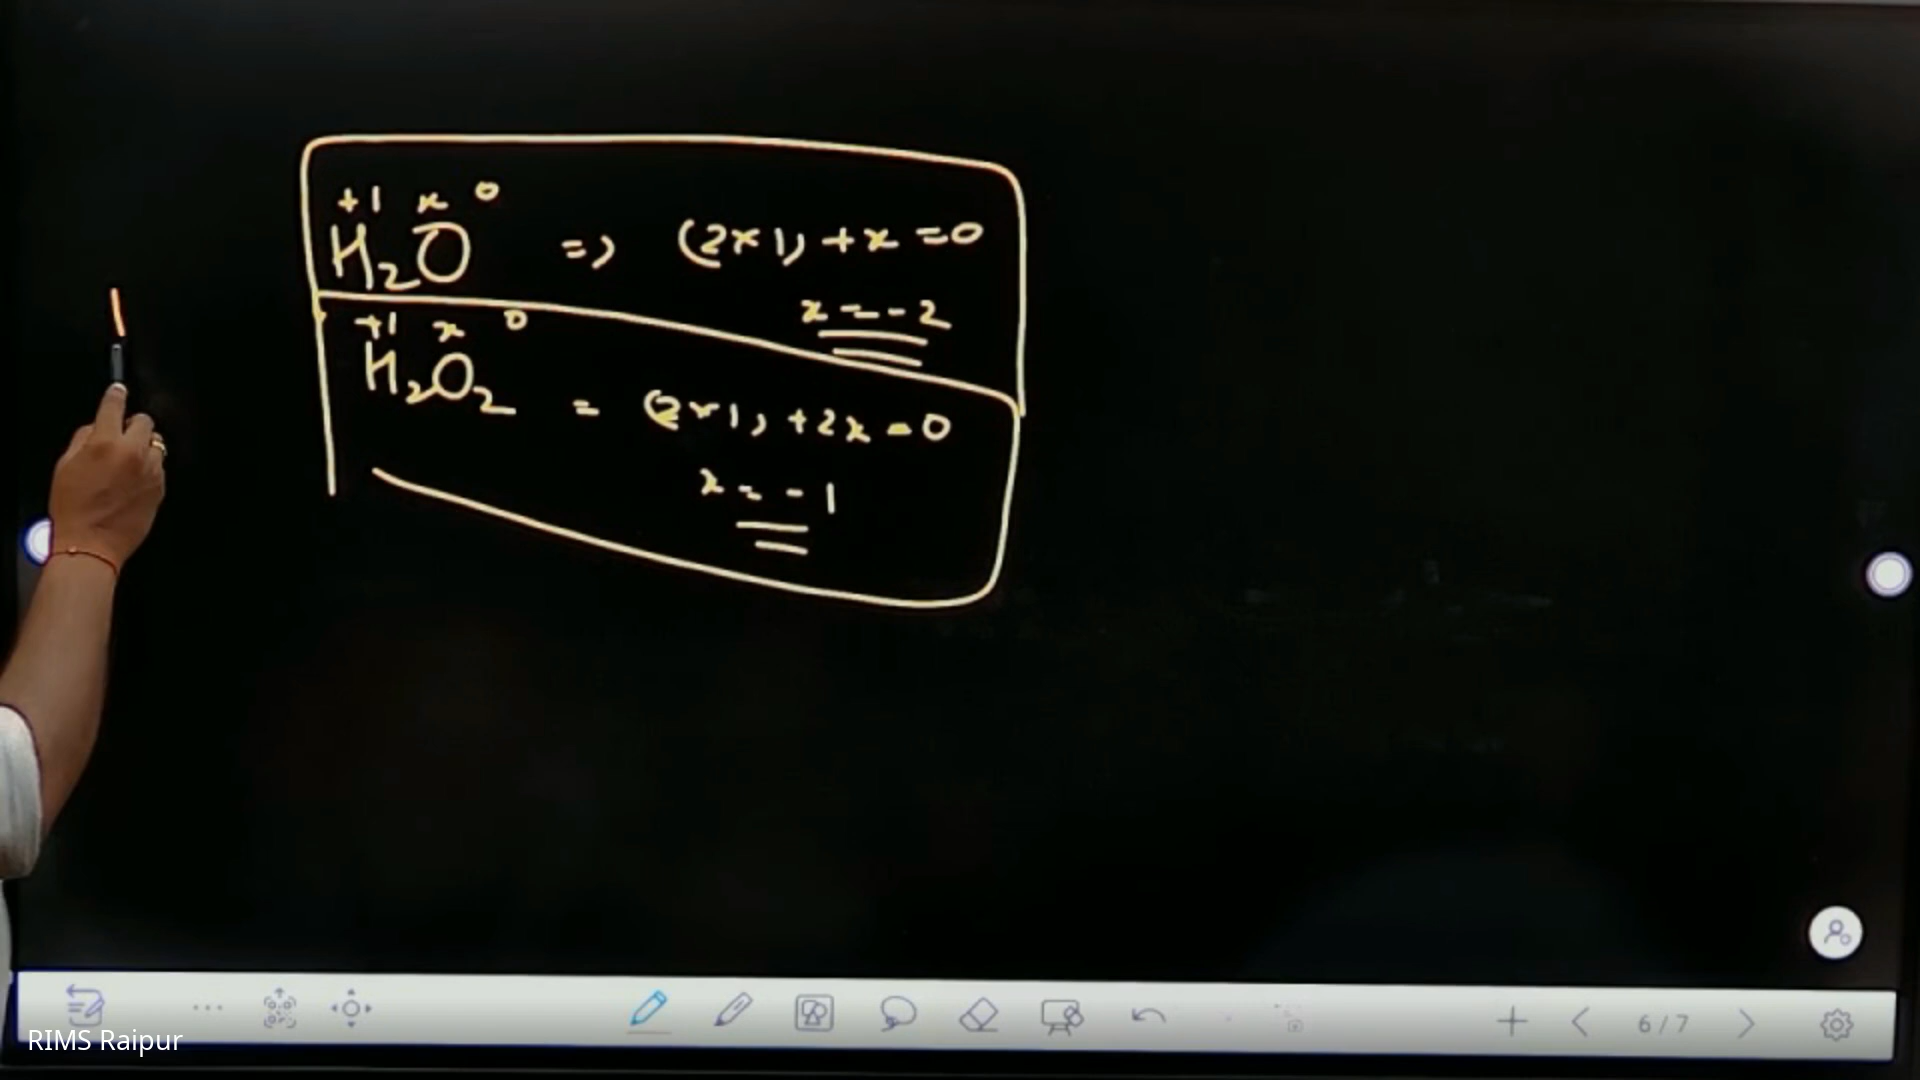 +1 x 0
H₂O => (2×1) + x = 0
x = -2
+1 x 0
H₂O₂ = (2×1) + 2x = 0
x = -1
6 / 7
RIMS Raipur